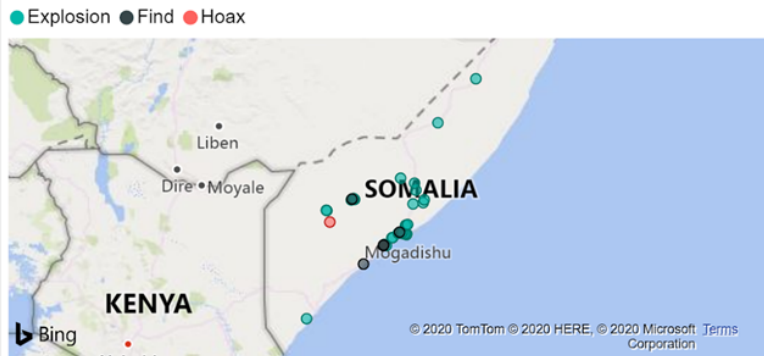 Explosion Find Hoax
Liben
Dire Moyale
SOMALIA
Mogadishu
KENYA
Bing
© 2020 TomTom © 2020 HERE, © 2020 Microsoft Terms
Corporation